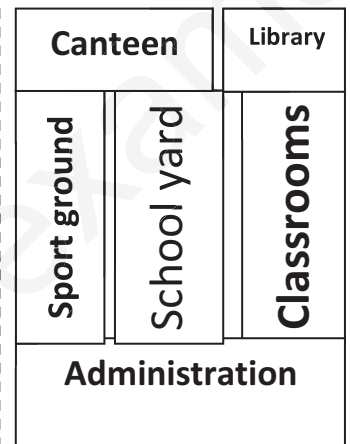 Canteen
Library
Sport ground
School yard
Classrooms
Administration